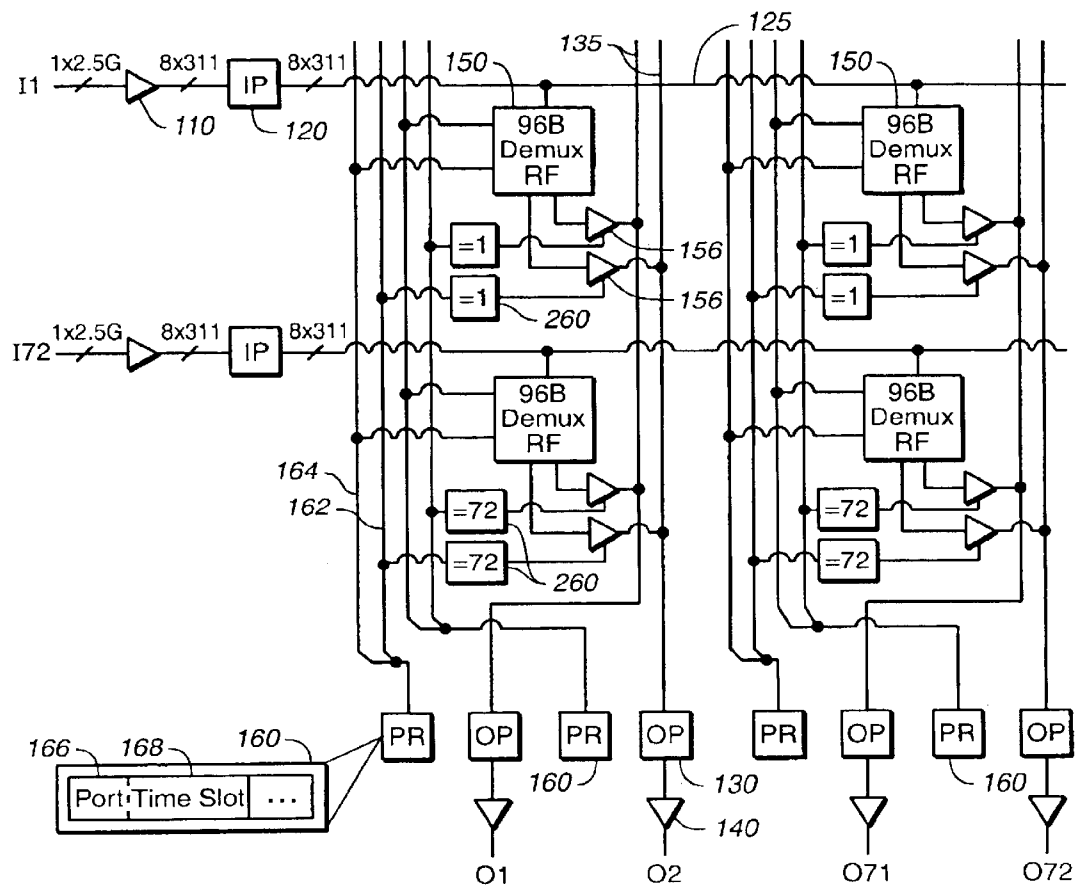 135
125
1x2.5G
8x311
8x311
150
150
I1
IP
110
120
96B
Demux
RF
96B
Demux
RF
=1
156
=1
=1
260
156
=1
1x2.5G
8x311
8x311
I72
IP
96B
Demux
RF
96B
Demux
RF
164
162
=72
=72
=72
260
=72
PR
OP
PR
OP
PR
OP
PR
OP
166
168
160
160
130
160
Port
Time Slot
...
140
O1
O2
O71
O72